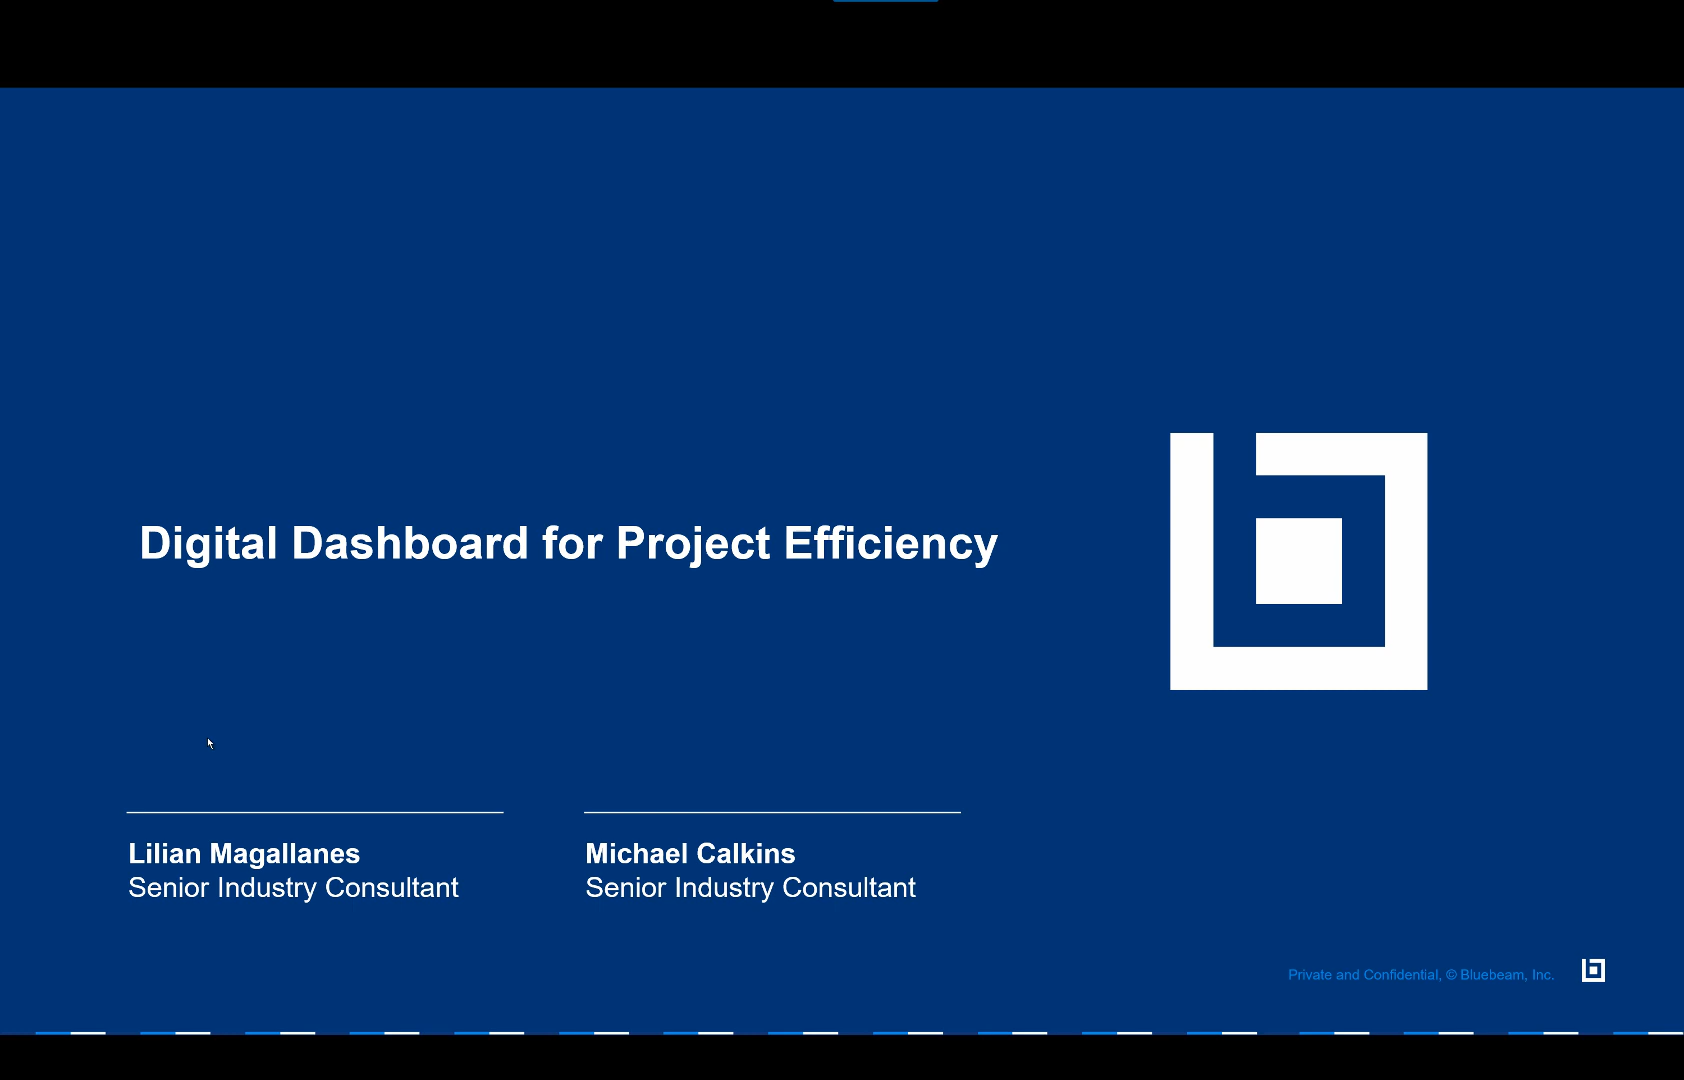 Digital Dashboard for Project Efficiency
Lilian Magallanes
Senior Industry Consultant
Michael Calkins
Senior Industry Consultant
Private and Confidential, © Bluebeam, Inc.